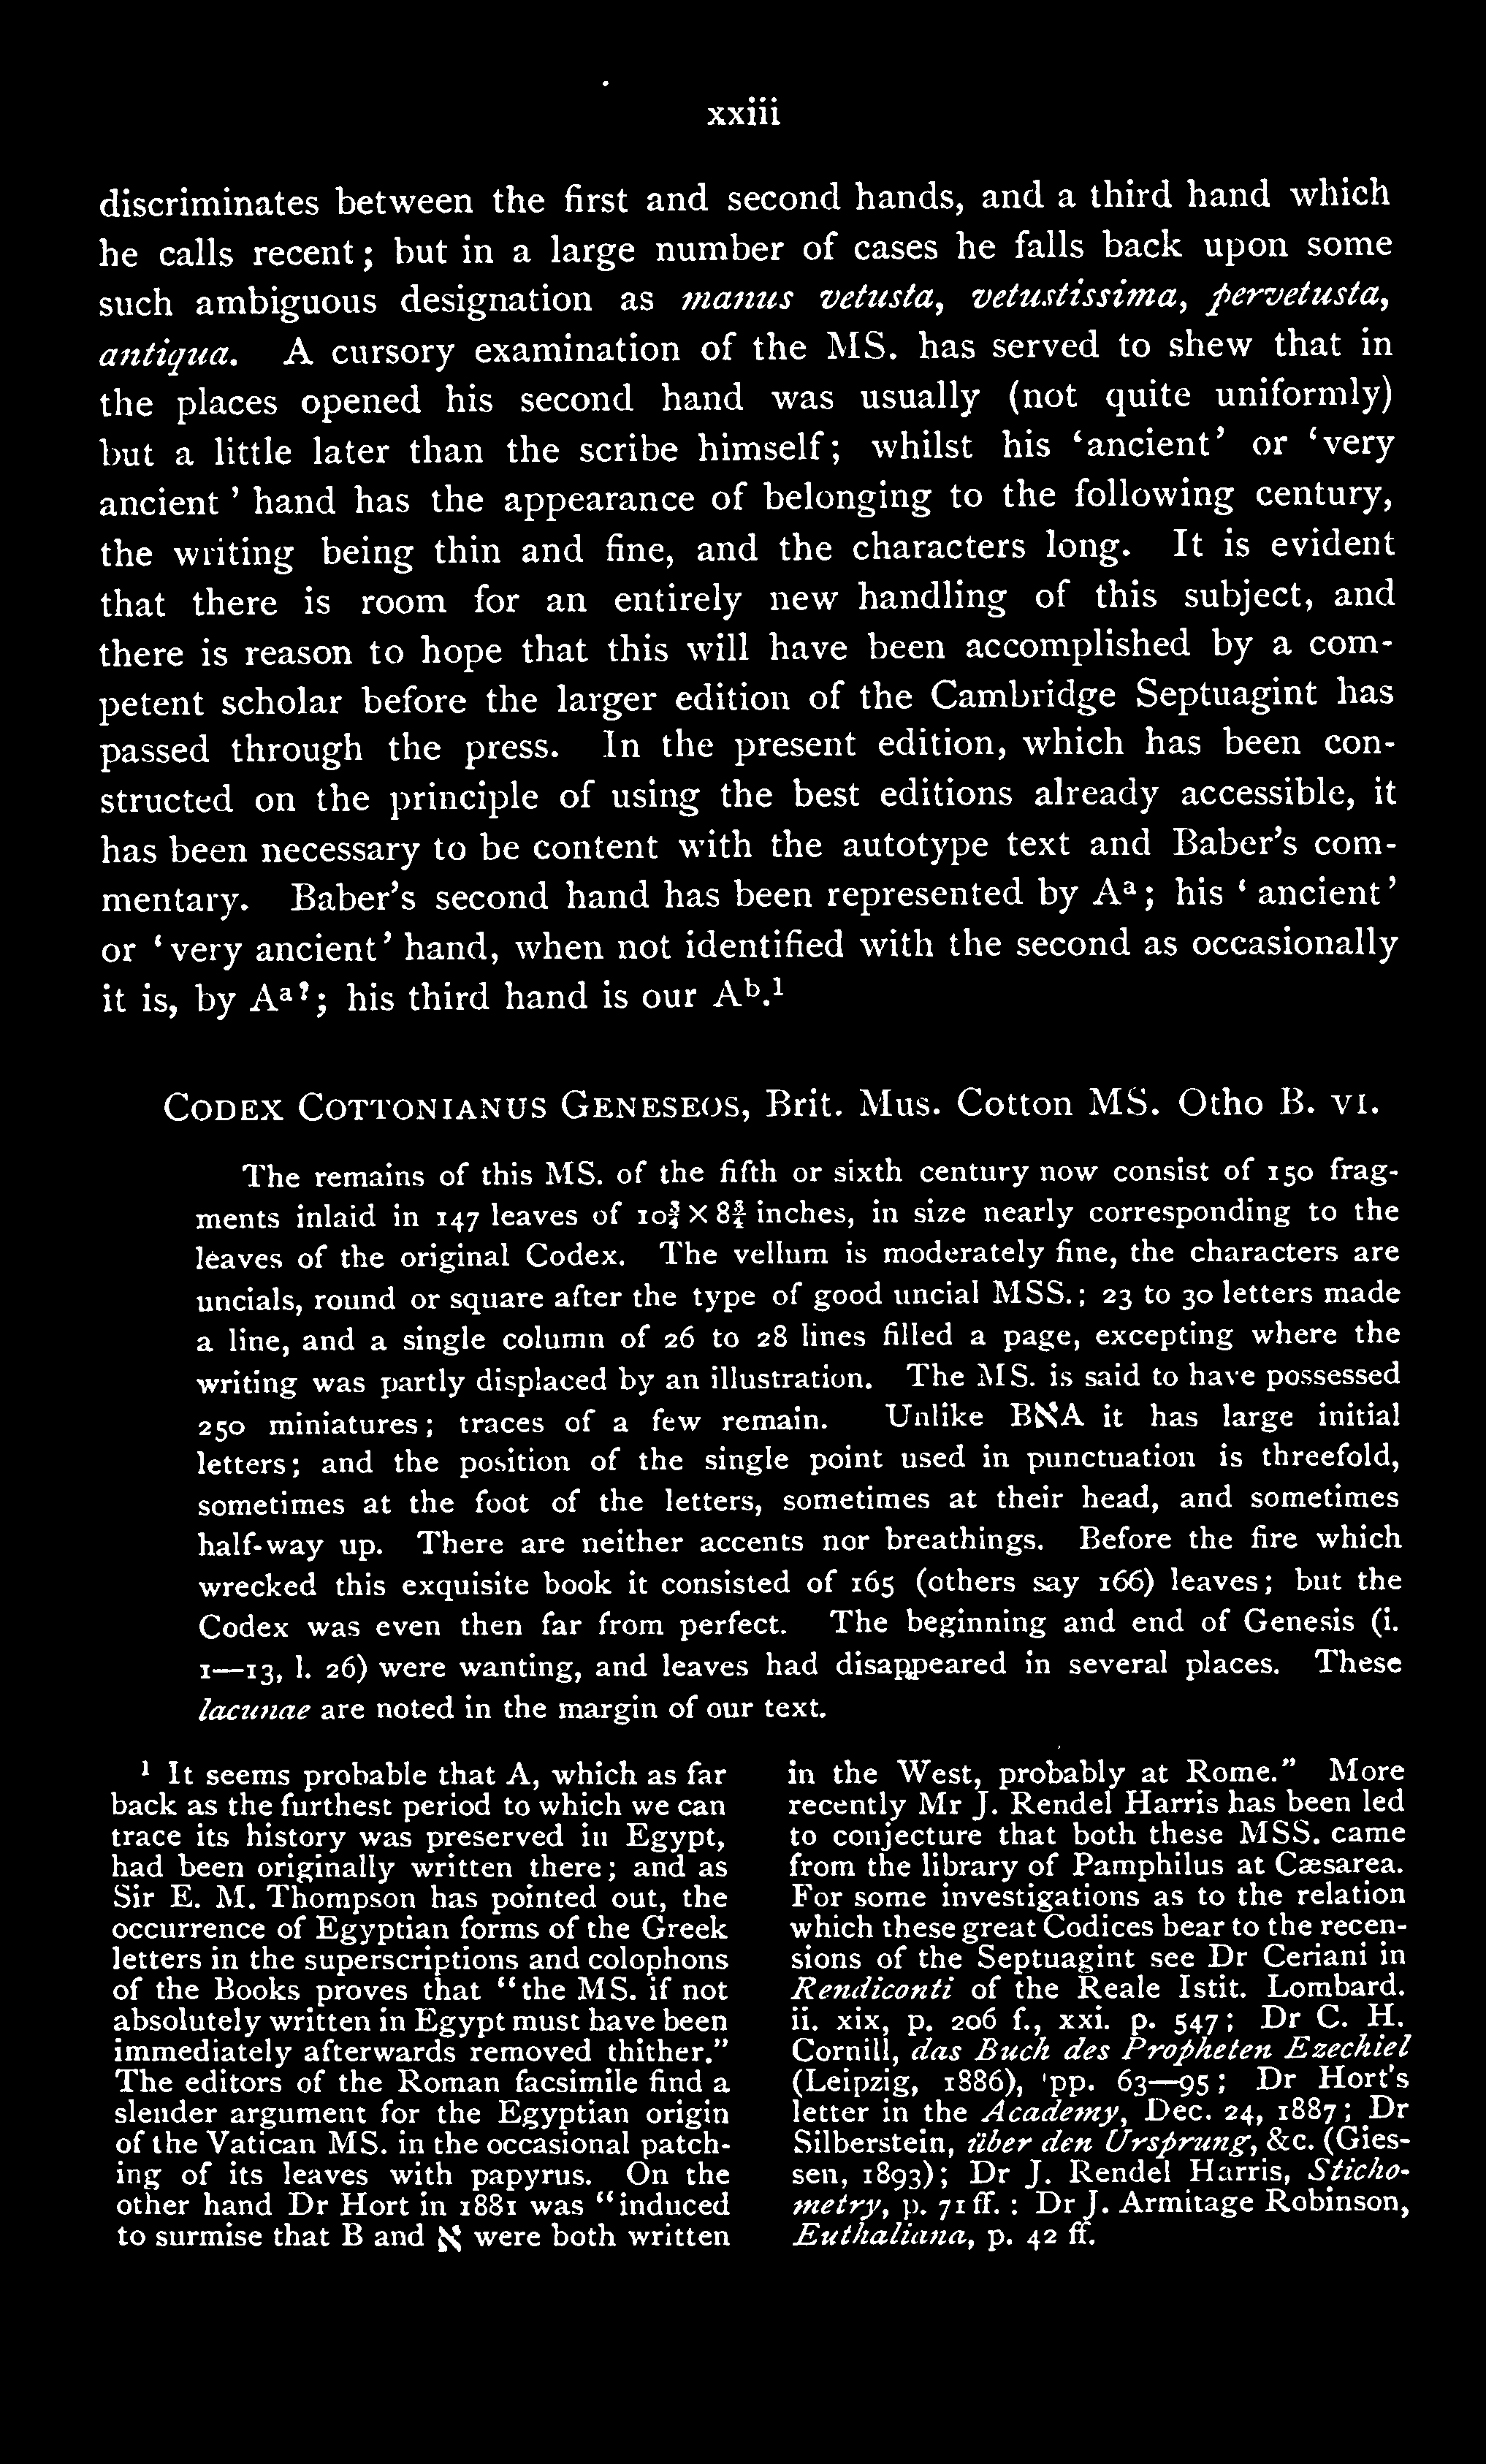 xxiii
discriminates between the first and second hands, and a third hand which
he calls recent; but in a large number of cases he falls back upon some
such ambiguous designation as manus vetusta, vetustissima, pervetusta,
antiqua. A cursory examination of the MS. has served to shew that in
the places opened his second hand was usually (not quite uniformly)
but a little later than the scribe himself; whilst his ‘ancient’ or ‘very
ancient’ hand has the appearance of belonging to the following century,
the writing being thin and fine, and the characters long. It is evident
that there is room for an entirely new handling of this subject, and
there is reason to hope that this will have been accomplished by a com-
petent scholar before the larger edition of the Cambridge Septuagint has
passed through the press. In the present edition, which has been con-
structed on the principle of using the best editions already accessible, it
has been necessary to be content with the autotype text and Baber’s com-
mentary. Baber’s second hand has been represented by Aᵃ; his ‘ancient’
or ‘very ancient’ hand, when not identified with the second as occasionally
it is, by Aᵃ?; his third hand is our Aᵇ.¹
CODEX COTTONIANUS GENESEOS, Brit. Mus. Cotton MS. Otho B. VI.
The remains of this MS. of the fifth or sixth century now consist of 150 frag-
ments inlaid in 147 leaves of 10¾ × 8¾ inches, in size nearly corresponding to the
leaves of the original Codex. The vellum is moderately fine, the characters are
uncials, round or square after the type of good uncial MSS.; 23 to 30 letters made
a line, and a single column of 26 to 28 lines filled a page, excepting where the
writing was partly displaced by an illustration. The MS. is said to have possessed
250 miniatures; traces of a few remain. Unlike BאA it has large initial
letters; and the position of the single point used in punctuation is threefold,
sometimes at the foot of the letters, sometimes at their head, and sometimes
half-way up. There are neither accents nor breathings. Before the fire which
wrecked this exquisite book it consisted of 165 (others say 166) leaves; but the
Codex was even then far from perfect. The beginning and end of Genesis (i.
1—13, l. 26) were wanting, and leaves had disappeared in several places. These
lacunae are noted in the margin of our text.
¹ It seems probable that A, which as far
back as the furthest period to which we can
trace its history was preserved in Egypt,
had been originally written there; and as
Sir E. M. Thompson has pointed out, the
occurrence of Egyptian forms of the Greek
letters in the superscriptions and colophons
of the Books proves that “the MS. if not
absolutely written in Egypt must have been
immediately afterwards removed thither.”
The editors of the Roman facsimile find a
slender argument for the Egyptian origin
of the Vatican MS. in the occasional patch-
ing of its leaves with papyrus. On the
other hand Dr Hort in 1881 was “induced
to surmise that B and א were both written
in the West, probably at Rome.” More
recently Mr J. Rendel Harris has been led
to conjecture that both these MSS. came
from the library of Pamphilus at Cæsarea.
For some investigations as to the relation
which these great Codices bear to the recen-
sions of the Septuagint see Dr Ceriani in
Rendiconti of the Reale Istit. Lombard.
ii. xix, p. 206 f., xxi. p. 547; Dr C. H.
Cornill, das Buch des Propheten Ezechiel
(Leipzig, 1886), pp. 63—95; Dr Hort’s
letter in the Academy, Dec. 24, 1887; Dr
Silberstein, über den Ursprung, &c. (Gies-
sen, 1893); Dr J. Rendel Harris, Sticho-
metry, p. 71 ff.: Dr J. Armitage Robinson,
Euthaliana, p. 42 ff.